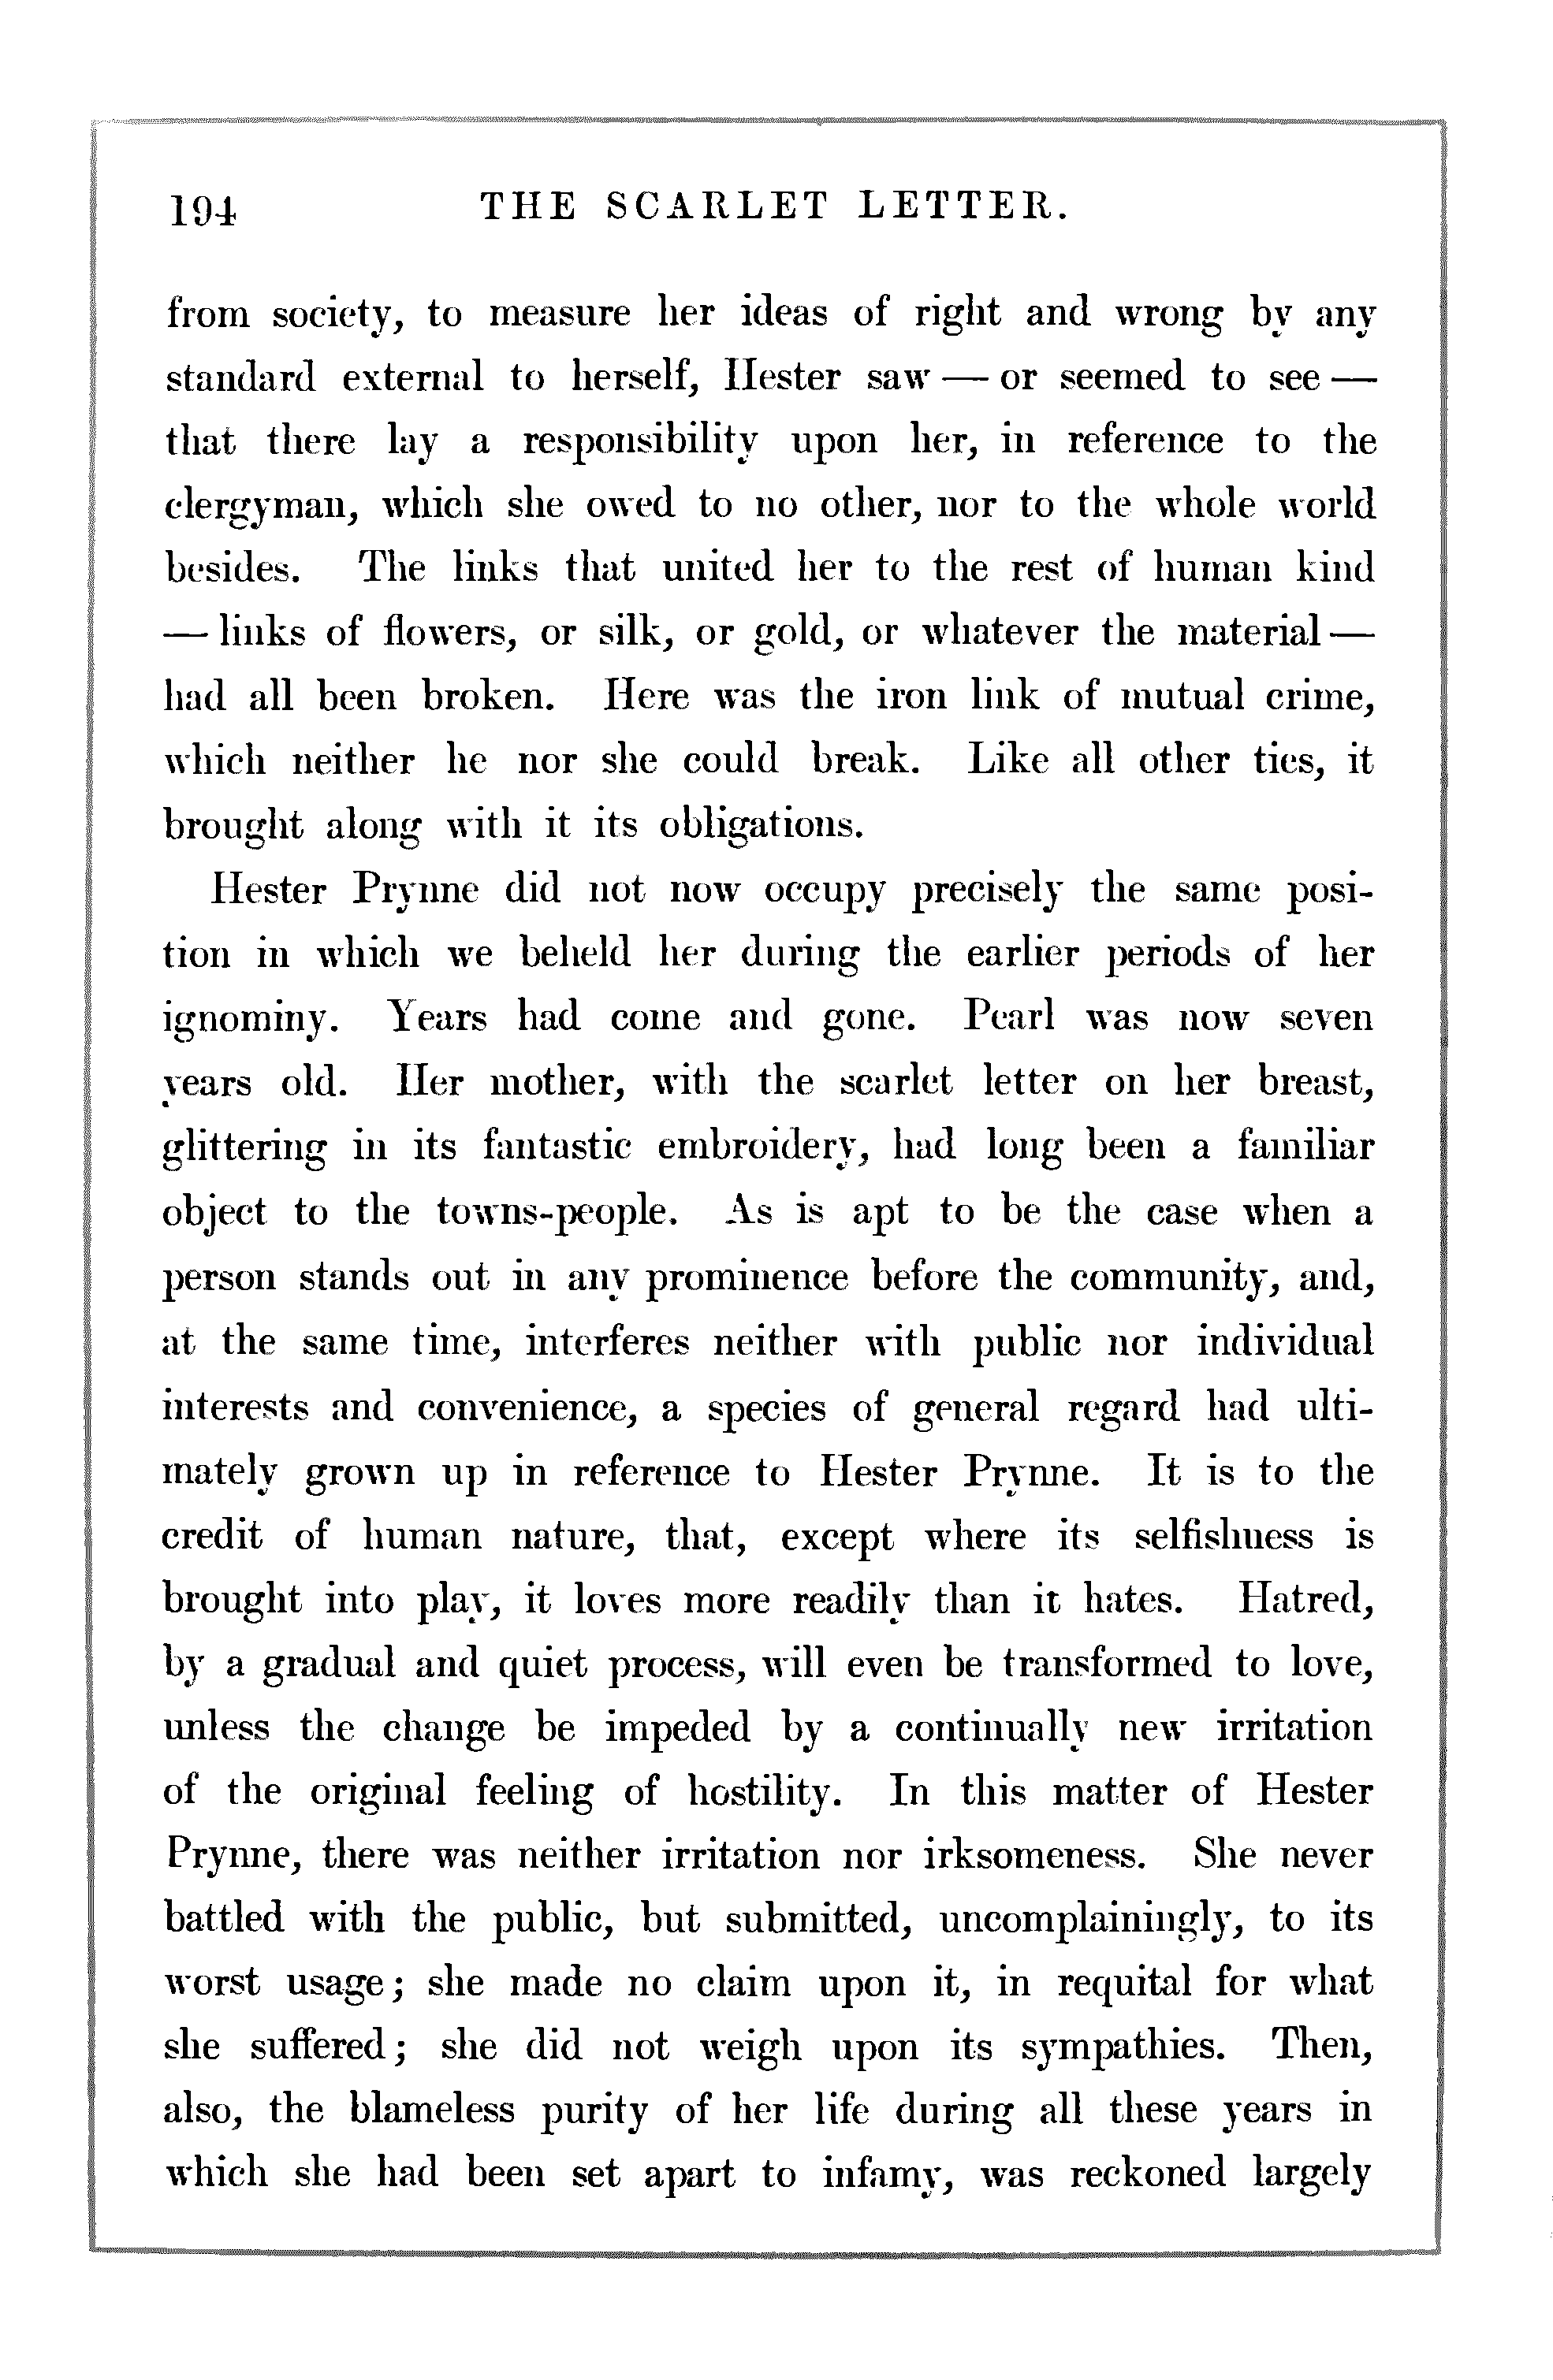 194 THE SCARLET LETTER.
from society, to measure her ideas of right and wrong by any
standard external to herself, Hester saw — or seemed to see —
that there lay a responsibility upon her, in reference to the
clergyman, which she owed to no other, nor to the whole world
besides. The links that united her to the rest of human kind
— links of flowers, or silk, or gold, or whatever the material —
had all been broken. Here was the iron link of mutual crime,
which neither he nor she could break. Like all other ties, it
brought along with it its obligations.
Hester Prynne did not now occupy precisely the same posi-
tion in which we beheld her during the earlier periods of her
ignominy. Years had come and gone. Pearl was now seven
years old. Her mother, with the scarlet letter on her breast,
glittering in its fantastic embroidery, had long been a familiar
object to the towns-people. As is apt to be the case when a
person stands out in any prominence before the community, and,
at the same time, interferes neither with public nor individual
interests and convenience, a species of general regard had ulti-
mately grown up in reference to Hester Prynne. It is to the
credit of human nature, that, except where its selfishness is
brought into play, it loves more readily than it hates. Hatred,
by a gradual and quiet process, will even be transformed to love,
unless the change be impeded by a continually new irritation
of the original feeling of hostility. In this matter of Hester
Prynne, there was neither irritation nor irksomeness. She never
battled with the public, but submitted, uncomplainingly, to its
worst usage; she made no claim upon it, in requital for what
she suffered; she did not weigh upon its sympathies. Then,
also, the blameless purity of her life during all these years in
which she had been set apart to infamy, was reckoned largely